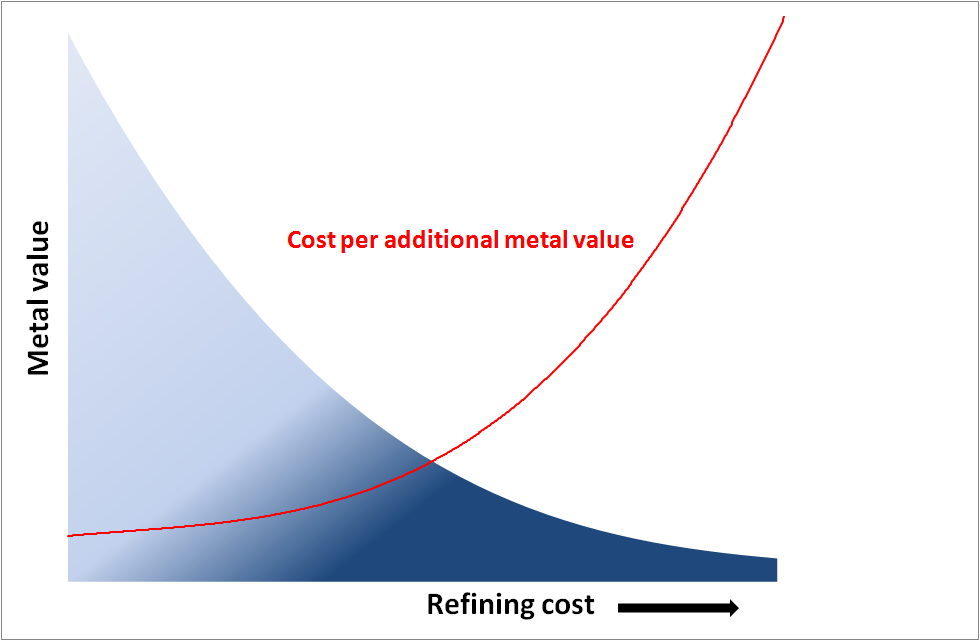 Cost per additional metal value
Metal value
Refining cost